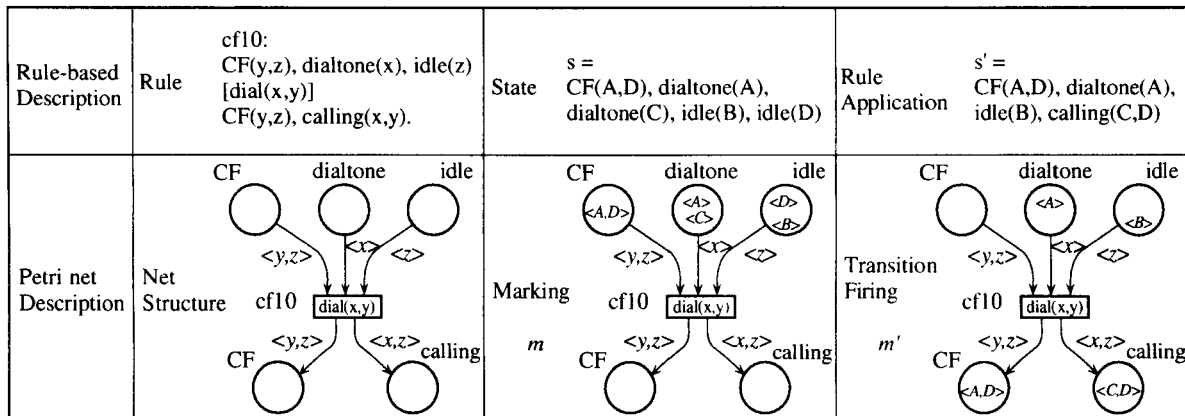 Rule-based
Description
Rule
cf10:
CF(y,z), dialtone(x), idle(z)
[dial(x,y)]
CF(y,z), calling(x,y).
State
s =
CF(A,D), dialtone(A),
dialtone(C), idle(B), idle(D)
Rule
Application
s' =
CF(A,D), dialtone(A),
idle(B), calling(C,D)
Petri net
Description
Net
Structure
CF
dialtone
idle
<y,z>
<x>
<z>
cf10
dial(x,y)
<y,z>
<x,z>
CF
calling
Marking
m
CF
dialtone
idle
<A,D>
<A>
<C>
<D>
<B>
<y,z>
<x>
<z>
cf10
dial(x,y)
<y,z>
<x,z>
CF
calling
Transition
Firing
m'
CF
dialtone
idle
<A>
<B>
<y,z>
<x>
<z>
cf10
dial(x,y)
<y,z>
<x,z>
CF
calling
<A,D>
<C,D>